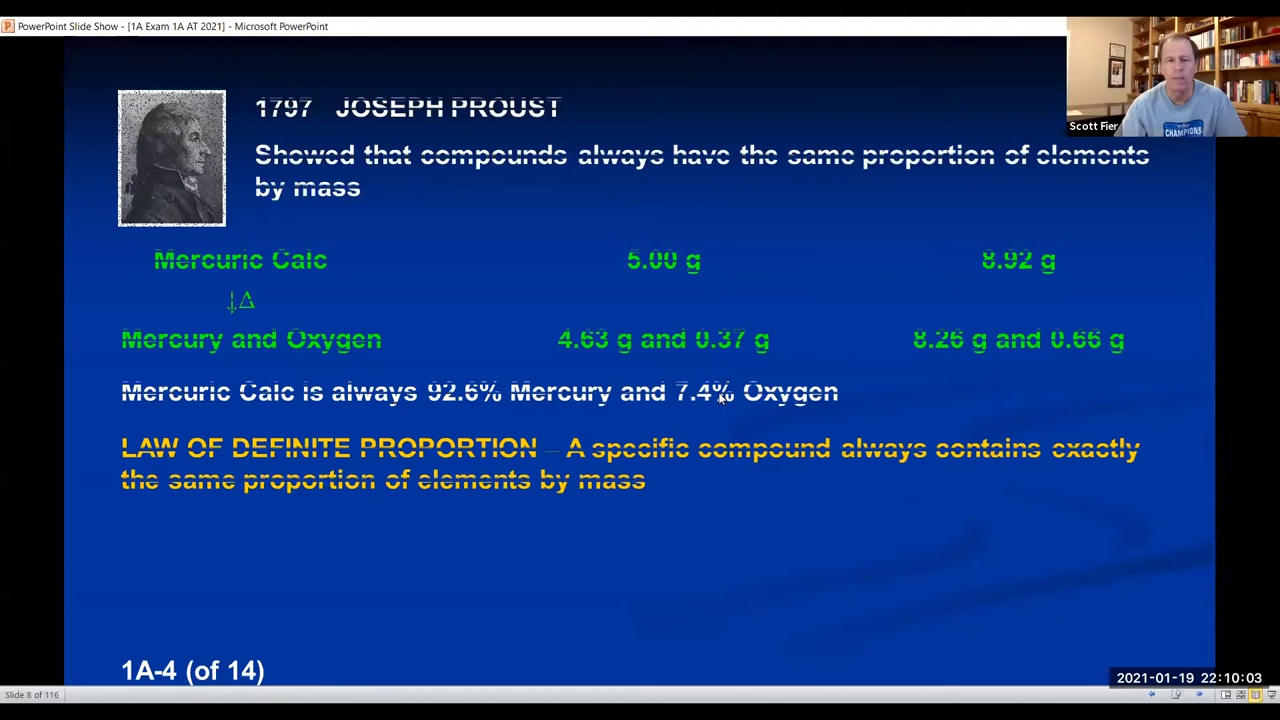 PowerPoint Slide Show - [1A Exam 1A AT 2021] - Microsoft PowerPoint
Scott Fier
CHAMPIONS
1797 JOSEPH PROUST
Showed that compounds always have the same proportion of elements
by mass
Mercuric Calc 5.00 g 8.92 g
↓Δ
Mercury and Oxygen 4.63 g and 0.37 g 8.26 g and 0.66 g
Mercuric Calc is always 92.6% Mercury and 7.4% Oxygen
LAW OF DEFINITE PROPORTION – A specific compound always contains exactly
the same proportion of elements by mass
1A-4 (of 14)
2021-01-19 22:10:03
Slide 8 of 116